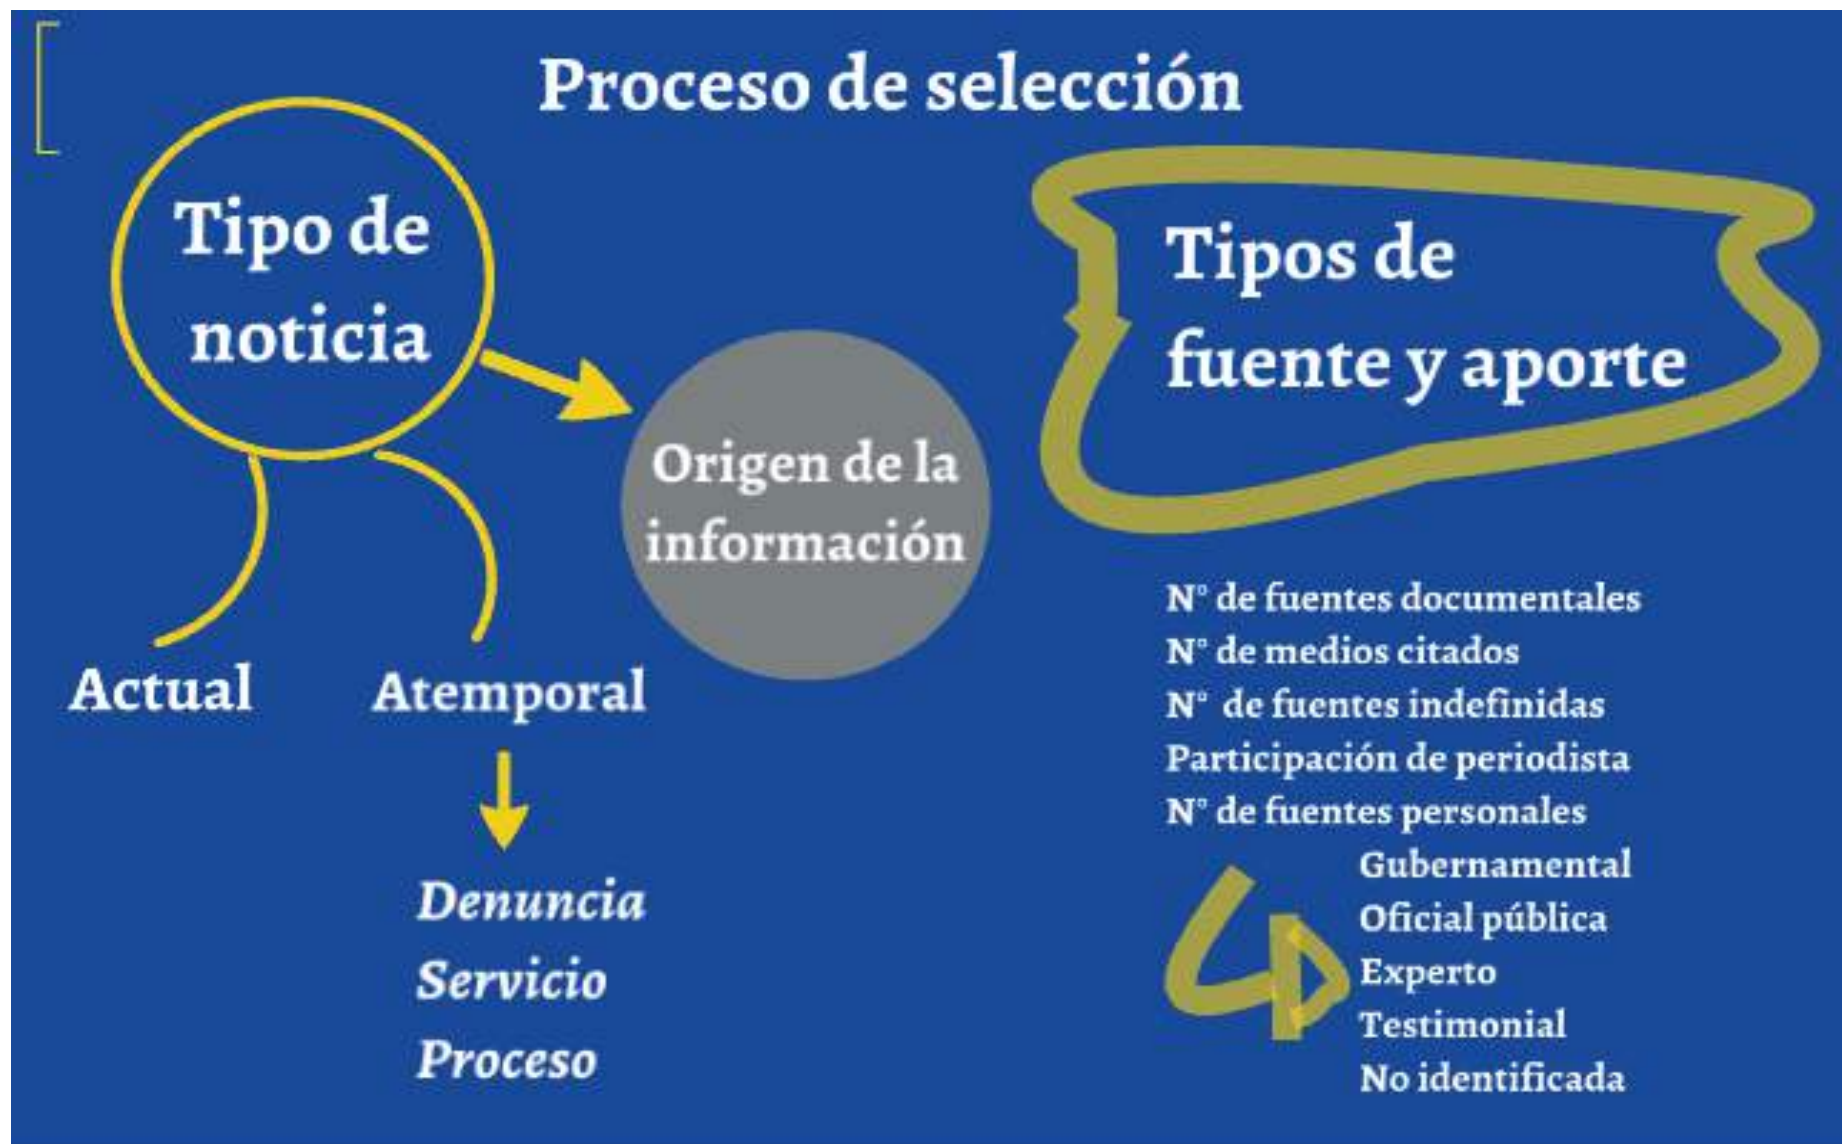 Proceso de selección
Tipo de
noticia
Actual
Atemporal
Denuncia
Servicio
Proceso
Origen de la
información
Tipos de
fuente y aporte
N° de fuentes documentales
N° de medios citados
N° de fuentes indefinidas
Participación de periodista
N° de fuentes personales
Gubernamental
Oficial pública
Experto
Testimonial
No identificada